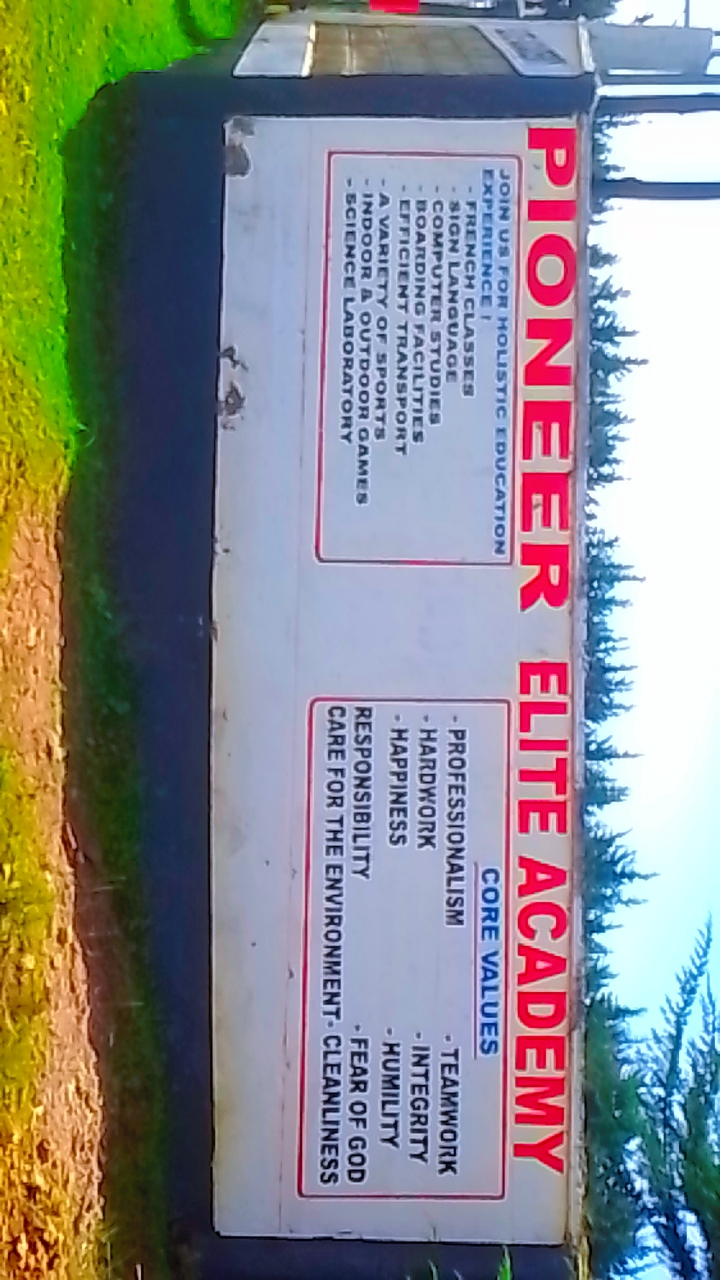 PIONEER ELITE ACADEMY
JOIN US FOR HOLISTIC EDUCATION
EXPERIENCE !
- FRENCH CLASSES
- SIGN LANGUAGE
- COMPUTER STUDIES
- BOARDING FACILITIES
- EFFICIENT TRANSPORT
- A VARIETY OF SPORTS
- INDOOR & OUTDOOR GAMES
- SCIENCE LABORATORY
CORE VALUES
- PROFESSIONALISM
- HARDWORK
- HAPPINESS
RESPONSIBILITY
CARE FOR THE ENVIRONMENT
- TEAMWORK
- INTEGRITY
- HUMILITY
- FEAR OF GOD
- CLEANLINESS